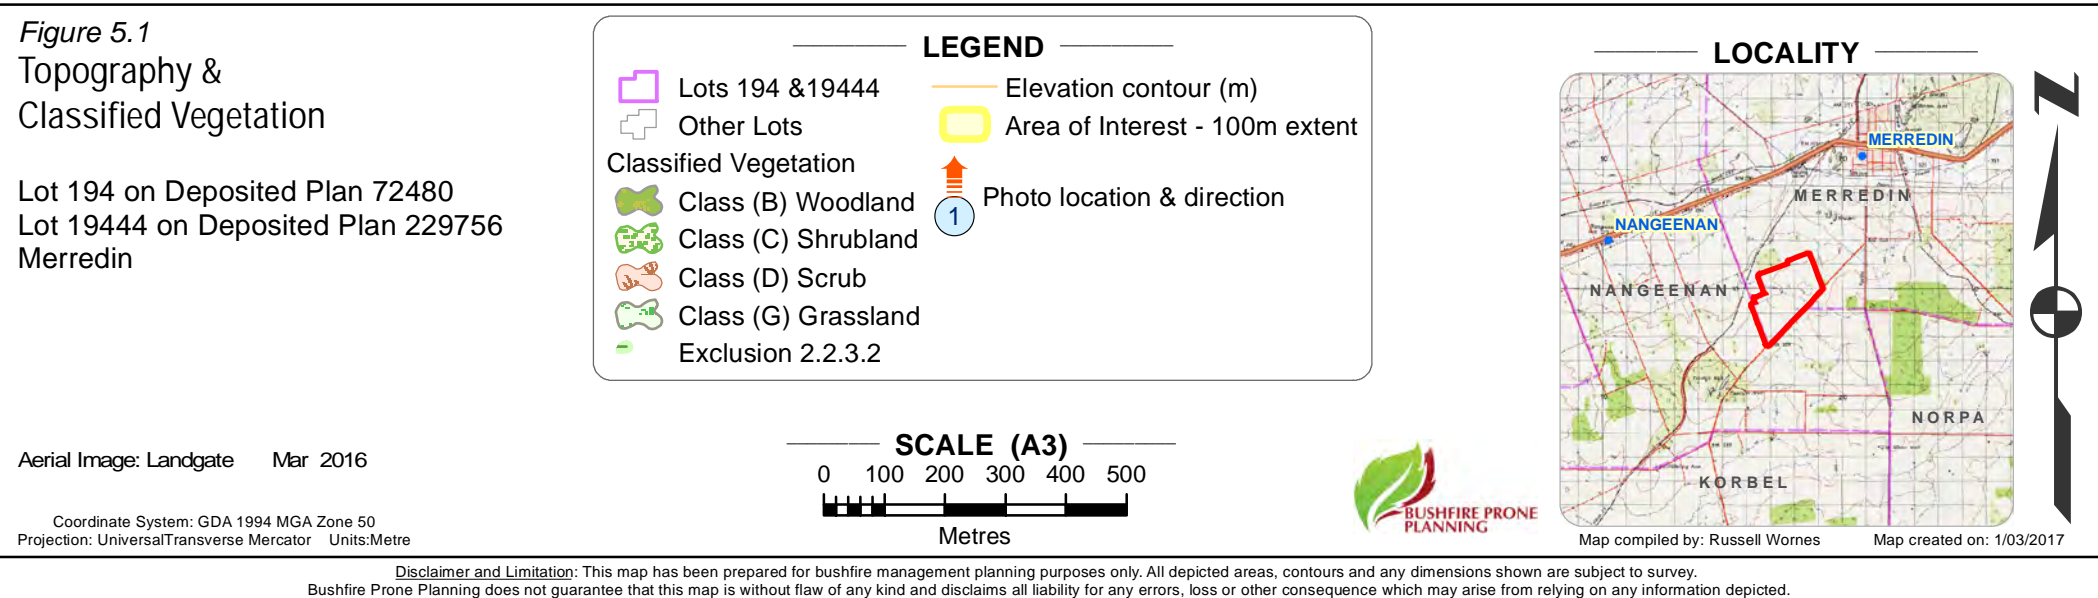 Figure 5.1
Topography &
Classified Vegetation
Lot 194 on Deposited Plan 72480
Lot 19444 on Deposited Plan 229756
Merredin
Aerial Image: Landgate Mar 2016
Coordinate System: GDA 1994 MGA Zone 50
Projection: UniversalTransverse Mercator Units:Metre
LEGEND
Lots 194 &19444
Other Lots
Classified Vegetation
Class (B) Woodland
Class (C) Shrubland
Class (D) Scrub
Class (G) Grassland
Exclusion 2.2.3.2
Elevation contour (m)
Area of Interest - 100m extent
1
Photo location & direction
SCALE (A3)
0 100 200 300 400 500
Metres
BUSHFIRE PRONE
PLANNING
LOCALITY
MERREDIN
MERREDIN
NANGEENAN
NANGEENAN
NORPA
KORBEL
N
Map compiled by: Russell Wornes Map created on: 1/03/2017
Disclaimer and Limitation: This map has been prepared for bushfire management planning purposes only. All depicted areas, contours and any dimensions shown are subject to survey.
Bushfire Prone Planning does not guarantee that this map is without flaw of any kind and disclaims all liability for any errors, loss or other consequence which may arise from relying on any information depicted.